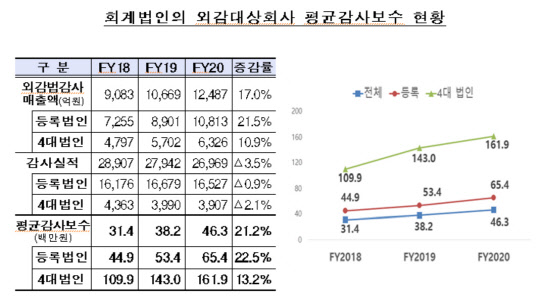 회계법인의 외감대상회사 평균감사보수 현황
구 분 FY18 FY19 FY20 증감률
외감법감사
매출액(억원) 9,083 10,669 12,487 17.0%
등록법인 7,255 8,901 10,813 21.5%
4대법인 4,797 5,702 6,326 10.9%
감사실적 28,907 27,942 26,969 △3.5%
등록법인 16,176 16,679 16,527 △0.9%
4대법인 4,363 3,990 3,907 △2.1%
평균감사보수
(백만원) 31.4 38.2 46.3 21.2%
등록법인 44.9 53.4 65.4 22.5%
4대법인 109.9 143.0 161.9 13.2%
전체 등록 4대 법인
200
160
120
80
40
0
109.9 143.0 161.9
44.9 53.4 65.4
31.4 38.2 46.3
FY2018 FY2019 FY2020